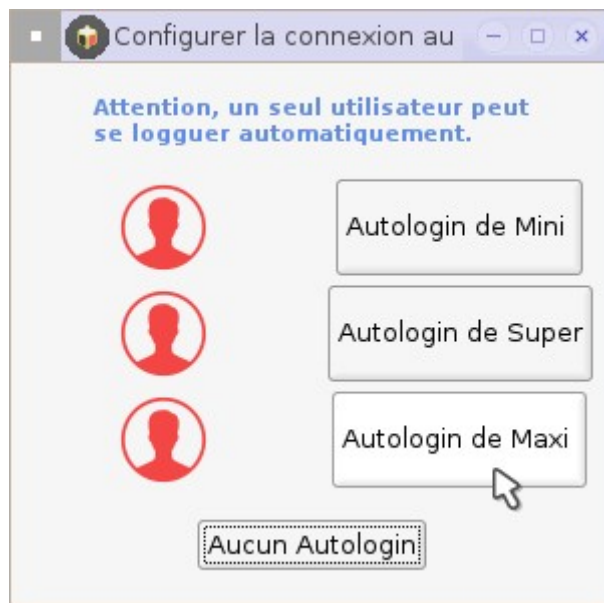 Configurer la connexion au
Attention, un seul utilisateur peut
se logguer automatiquement.
Autologin de Mini
Autologin de Super
Autologin de Maxi
Aucun Autologin